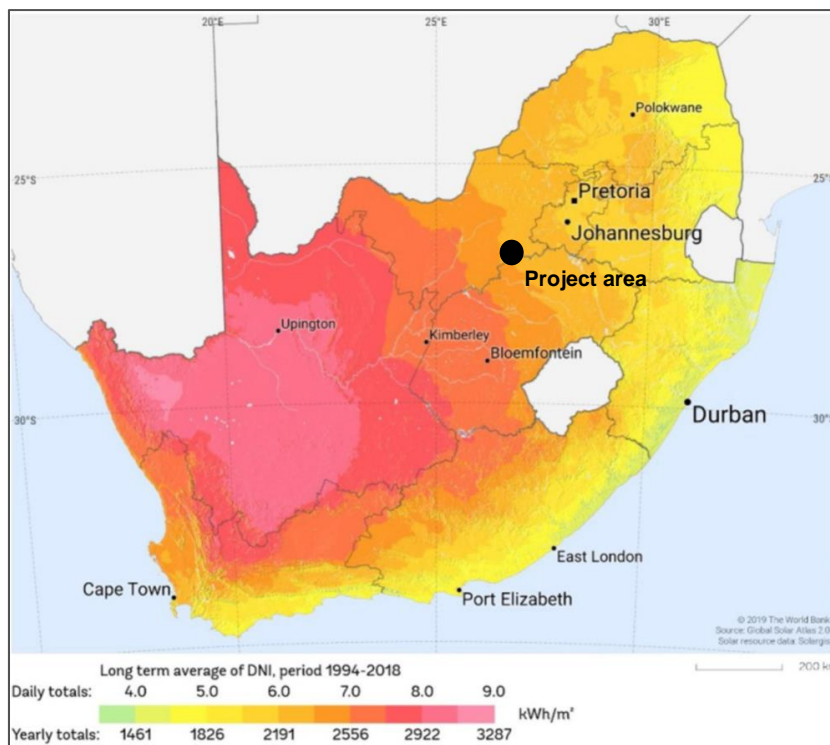 20°E 25°E 30°E
Polokwane
25°S 25°S
Pretoria
Johannesburg
Project area
Upington
Kimberley
Bloemfontein
30°S 30°S
Durban
East London
Cape Town
Port Elizabeth
© 2019 The World Bank
Source: Global Solar Atlas 2.0
Solar resource data: Solargis
Long term average of DNI, period 1994-2018
200 km
Daily totals: 4.0 5.0 6.0 7.0 8.0 9.0
kWh/m²
Yearly totals: 1461 1826 2191 2556 2922 3287